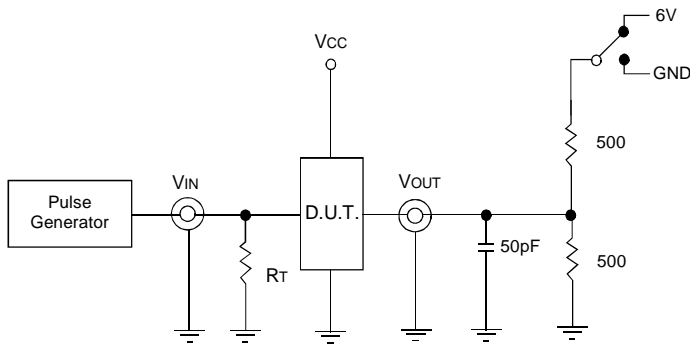 6V
GND
VCC
500
VIN
VOUT
Pulse
Generator
D.U.T.
RT
50pF
500